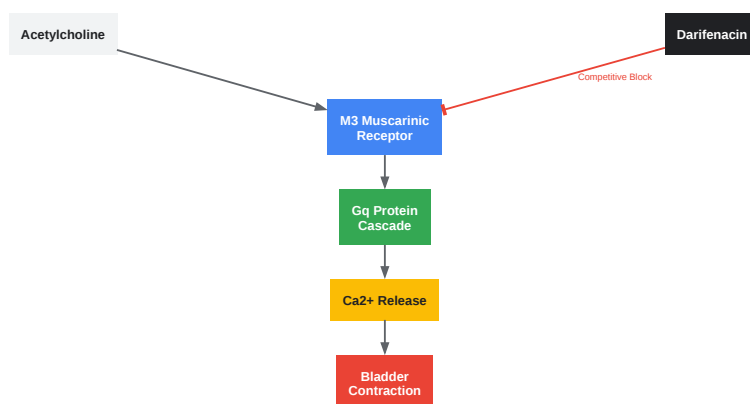 Acetylcholine
Darifenacin
Competitive Block
M3 Muscarinic
Receptor
Gq Protein
Cascade
Ca2+ Release
Bladder
Contraction